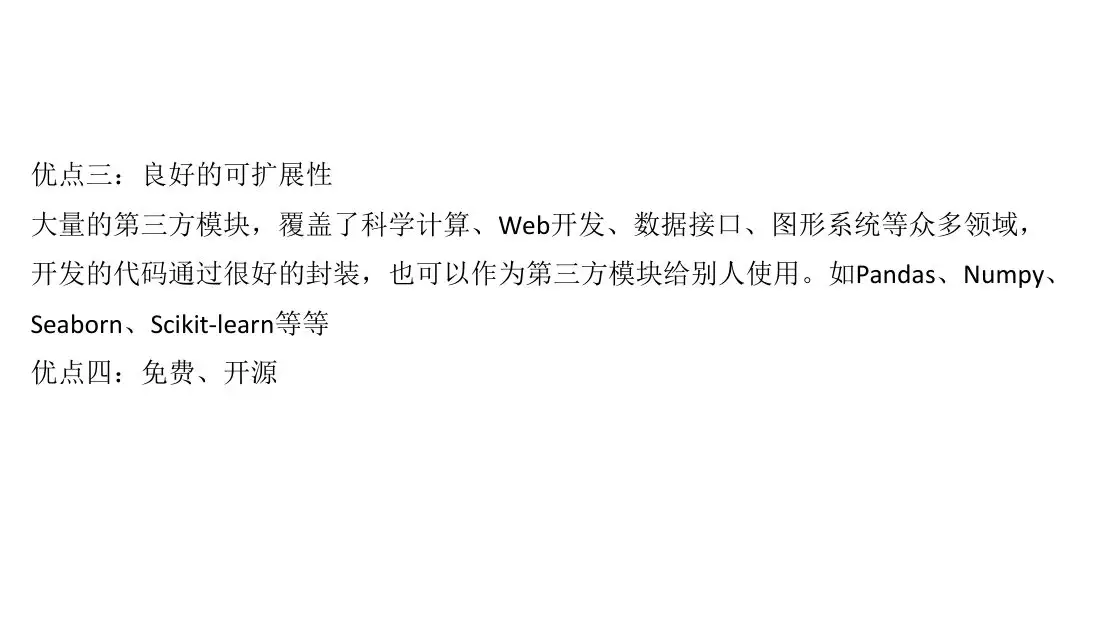 优点三：良好的可扩展性
大量的第三方模块，覆盖了科学计算、Web开发、数据接口、图形系统等众多领域，
开发的代码通过很好的封装，也可以作为第三方模块给别人使用。如Pandas、Numpy、
Seaborn、Scikit-learn等等
优点四：免费、开源